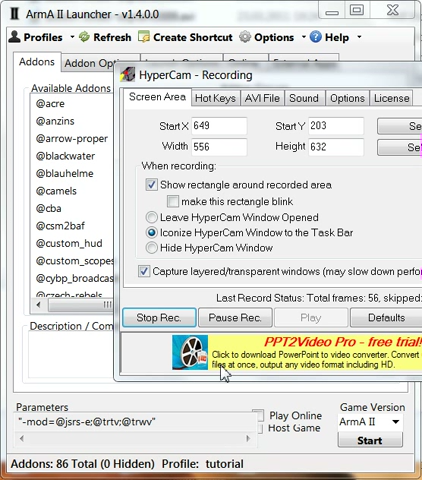 ArmA II Launcher - v1.4.0.0
Profiles Refresh Create Shortcut Options Help
Addons Addon Option
Available Addons
@acre
@anzins
@arrow-proper
@blackwater
@blauhelme
@camels
@cba
@csm2baf
@custom_hud
@custom_scopes
@cybp_broadcas
@czech-rebels
Description / Comm
HyperCam - Recording
Screen Area Hot Keys AVI File Sound Options License
Start X 649 Start Y 203 Se
Width 556 Height 632 Sel
When recording:
Show rectangle around recorded area
make this rectangle blink
Leave HyperCam Window Opened
Iconize HyperCam Window to the Task Bar
Hide HyperCam Window
Capture layered/transparent windows (may slow down perfor
Last Record Status: Total frames: 56, skipped:
Stop Rec. Pause Rec. Play Defaults
PPT2Video Pro - free trial!
Click to download PowerPoint to video converter. Convert
files at once, output any video format including HD.
Parameters
"-mod=@jsrs-e;@trtv;@trwv"
Play Online
Host Game
Game Version
ArmA II
Start
Addons: 86 Total (0 Hidden) Profile: tutorial